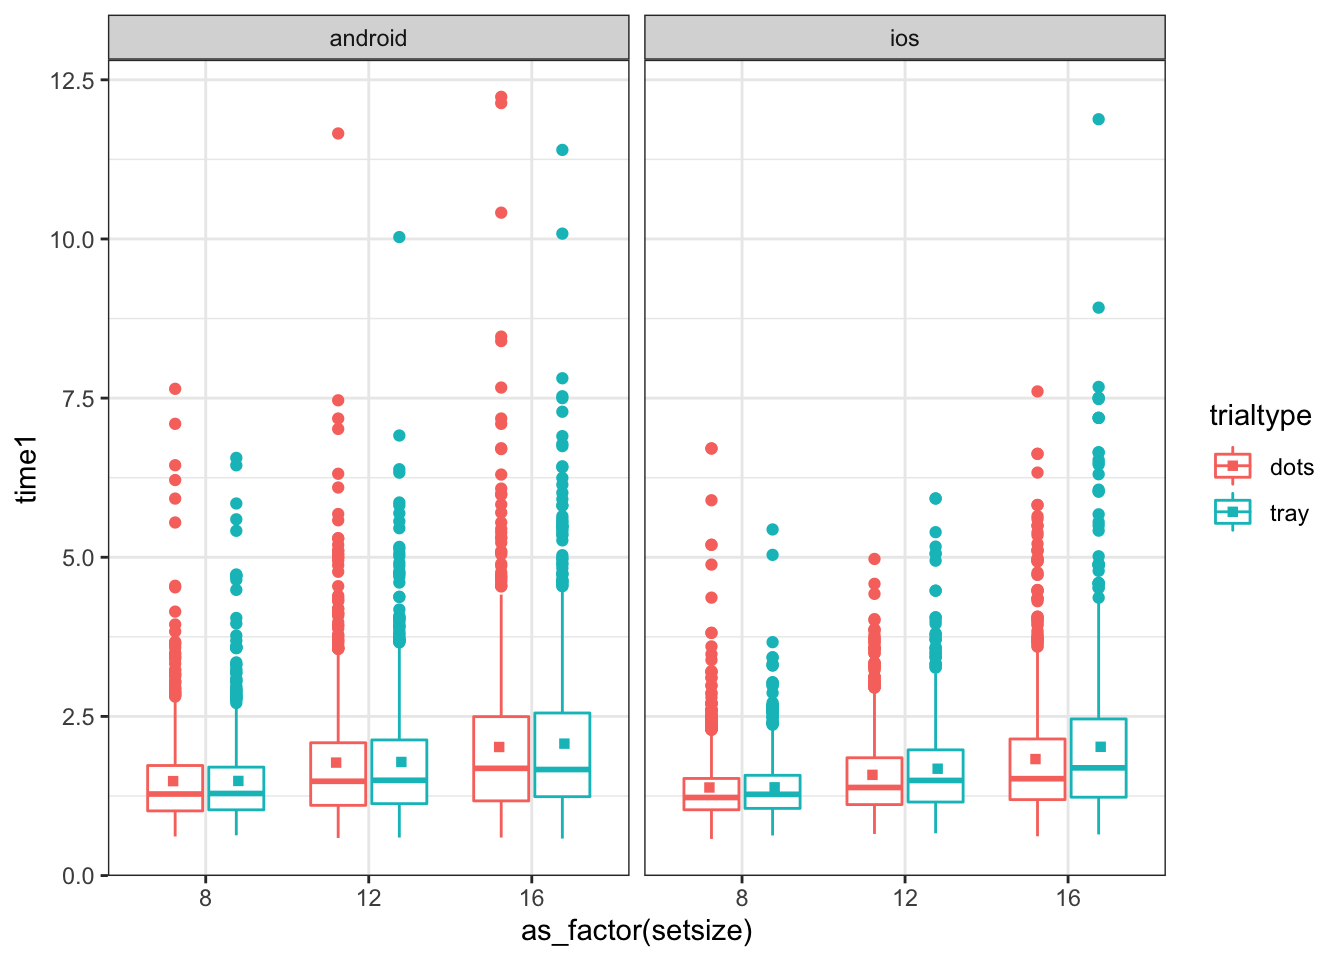 android
ios
12.5
10.0
7.5
5.0
2.5
0.0
time1
8
12
16
8
12
16
as_factor(setsize)
trialtype
dots
tray